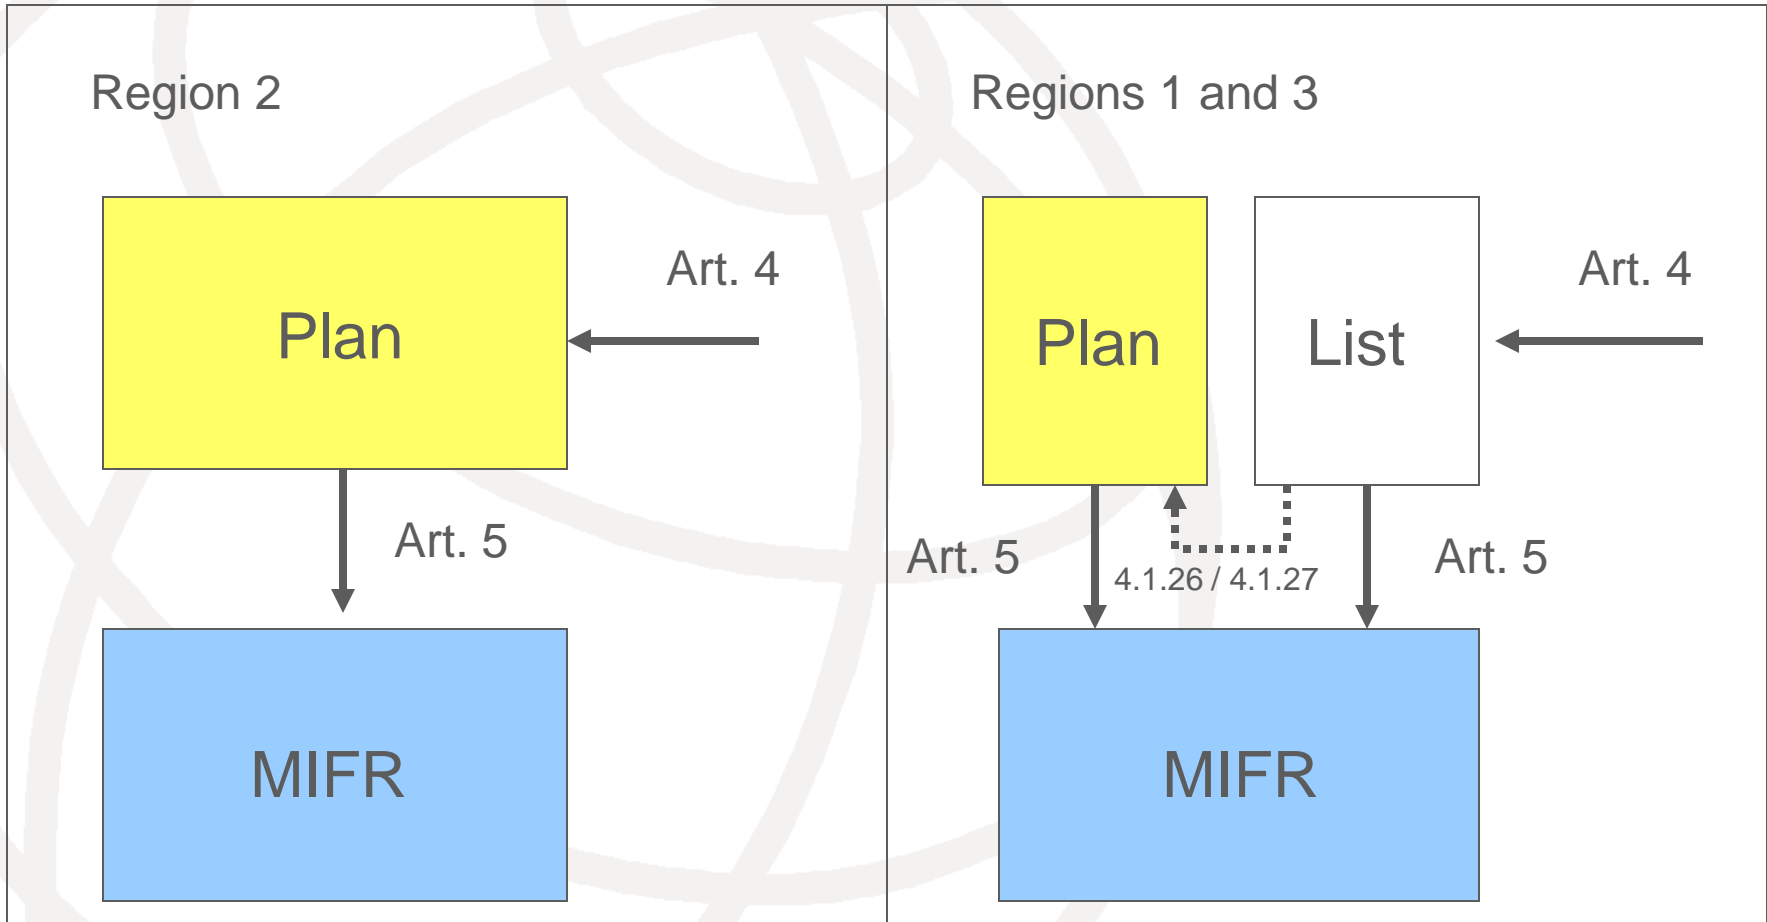 Region 2
Art. 4
Plan
Art. 5
MIFR
Regions 1 and 3
Art. 4
Plan
List
Art. 5
4.1.26 / 4.1.27
Art. 5
MIFR